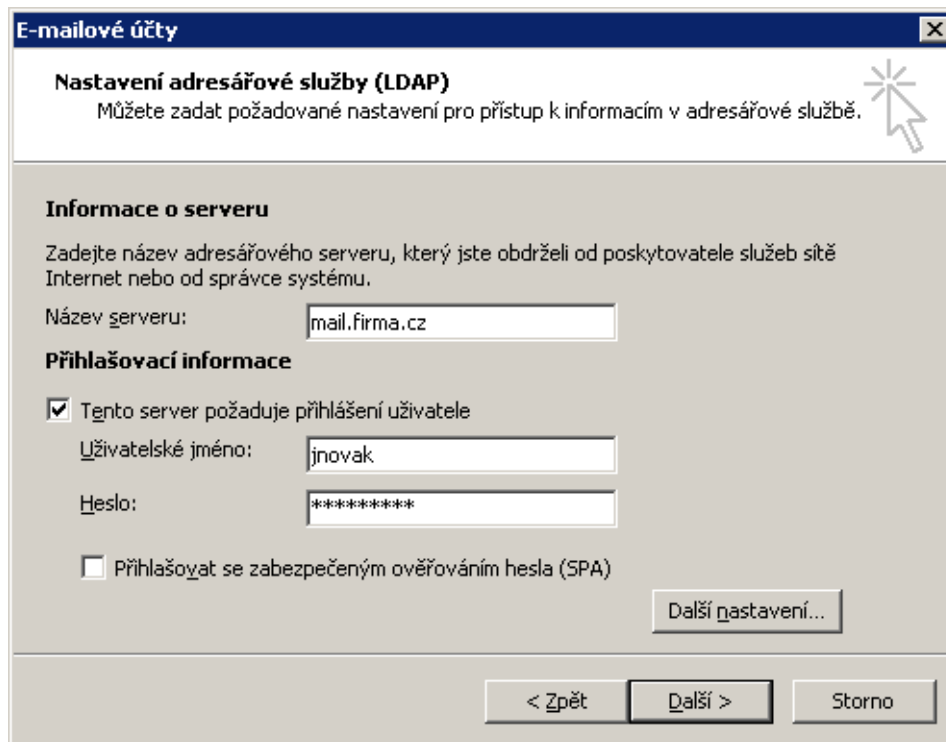 E-mailové účty
Nastavení adresářové služby (LDAP)
Můžete zadat požadované nastavení pro přístup k informacím v adresářové službě.
Informace o serveru
Zadejte název adresářového serveru, který jste obdrželi od poskytovatele služeb sítě
Internet nebo od správce systému.
Název serveru: mail.firma.cz
Přihlašovací informace
Tento server požaduje přihlášení uživatele
Uživatelské jméno: jnovak
Heslo: *********
Přihlašovat se zabezpečeným ověřováním hesla (SPA)
Další nastavení...
< Zpět Další > Storno